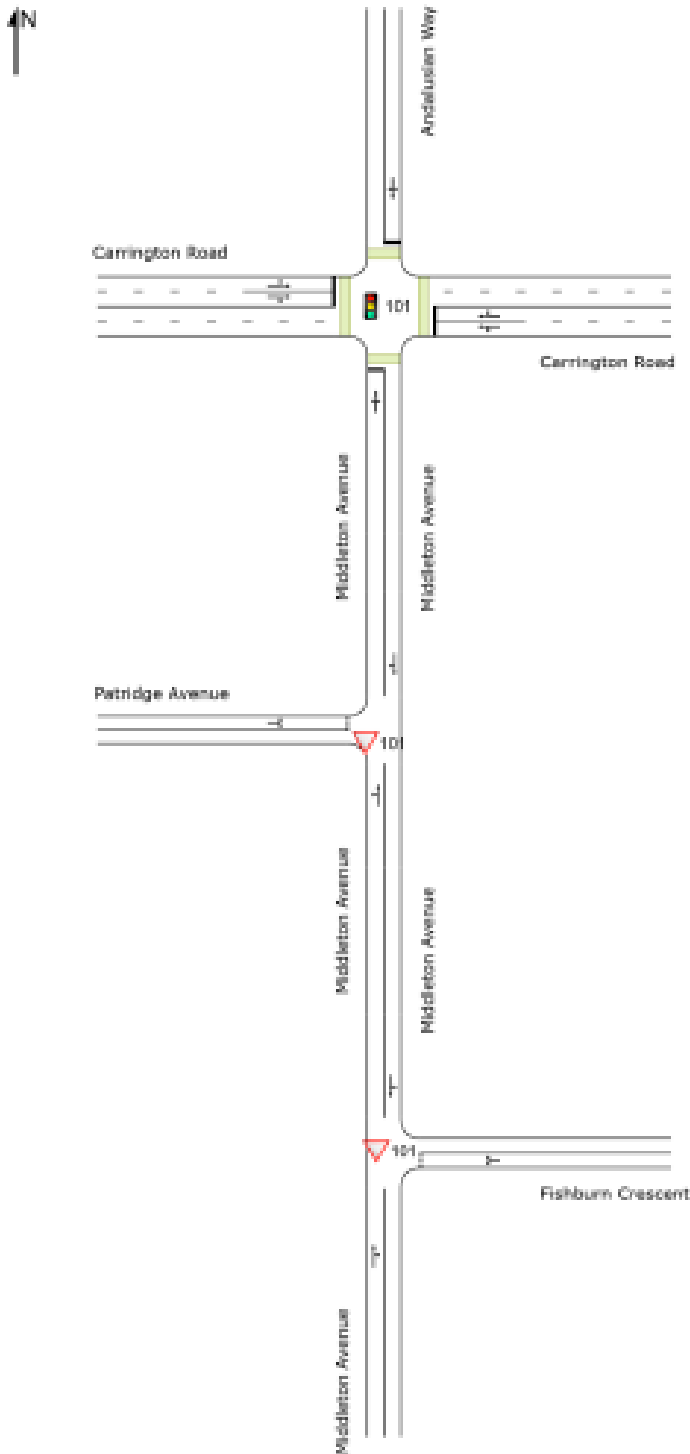 N
Andalusian Way
Carrington Road
101
Carrington Road
Middleton Avenue
Middleton Avenue
Patridge Avenue
101
Middleton Avenue
Middleton Avenue
101
Fishburn Crescent
Middleton Avenue